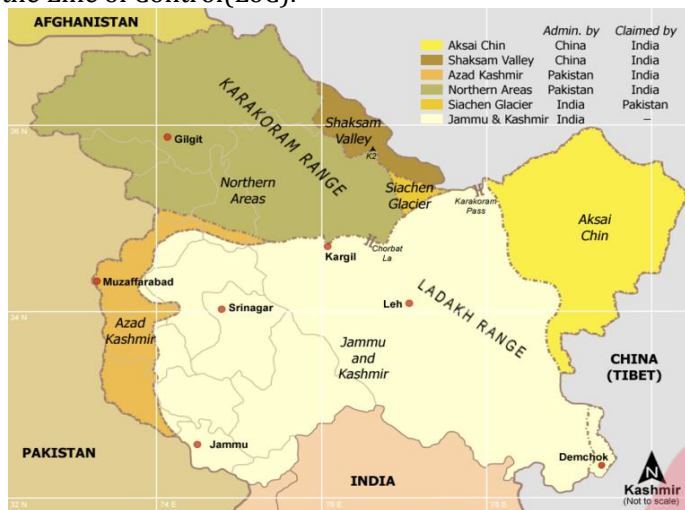 the Line of Control(LoC).
AFGHANISTAN
Admin. by Claimed by
Aksai Chin China India
Shaksam Valley China India
Azad Kashmir Pakistan India
Northern Areas Pakistan India
Siachen Glacier India Pakistan
Jammu & Kashmir India –
36 N
KARAKORAM RANGE
Gilgit
Shaksam
Valley
K2
Northern
Areas
Siachen
Glacier
Karakoram
Pass
Aksai
Chin
Chorbat
La
Kargil
Muzaffarabad
Srinagar
Leh
LADAKH RANGE
34 N
Azad
Kashmir
Jammu
and
Kashmir
CHINA
(TIBET)
Jammu
PAKISTAN
INDIA
Demchok
N
Kashmir
(Not to scale)
32 N
74 E